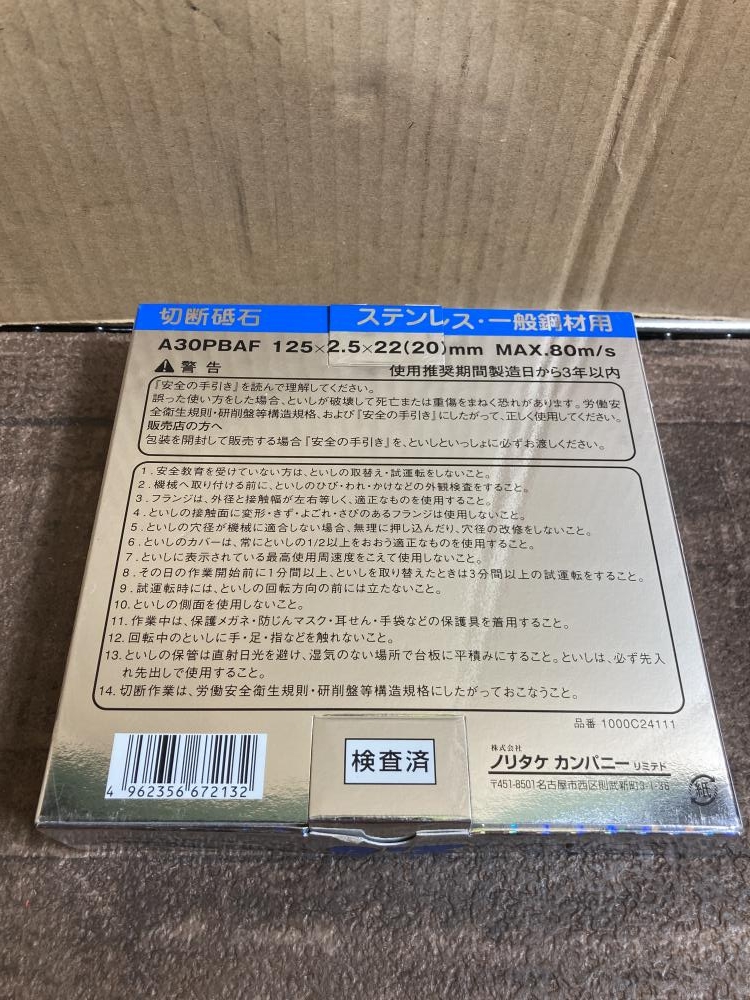 切断砥石
ステンレス・一般鋼材用
A30PBAF 125×2.5×22(20)mm MAX.80m/s
警告
使用推奨期間製造日から3年以内
『安全の手引き』を読んで理解してください。
誤った使い方をした場合、といしが破壊して死亡または重傷をまねく恐れがあります。労働安
全衛生規則・研削盤等構造規格、および『安全の手引き』にしたがって、正しく使用してください。
販売店の方へ
包装を開封して販売する場合『安全の手引き』を、といしといっしょに必ずお渡しください。
1. 安全教育を受けていない方は、といしの取替え・試運転をしないこと。
2. 機械へ取り付ける前に、といしのひび・われ・かけなどの外観検査をすること。
3. フランジは、外径と接触幅が左右等しく、適正なものを使用すること。
4. といしの接触面に変形・きず・よごれ・さびのあるフランジは使用しないこと。
5. といしの穴径が機械に適合しない場合、無理に押し込んだり、穴径の改修をしないこと。
6. といしのカバーは、常にといしの1/2以上をおおう適正なものを使用すること。
7. といしに表示されている最高使用周速度をこえて使用しないこと。
8. その日の作業開始前に1分間以上、といしを取り替えたときは3分間以上の試運転をすること。
9. 試運転時には、といしの回転方向の前には立たないこと。
10. といしの側面を使用しないこと。
11. 作業中は、保護メガネ・防じんマスク・耳せん・手袋などの保護具を着用すること。
12. 回転中のといしに手・足・指などを触れないこと。
13. といしの保管は直射日光を避け、湿気のない場所で台板に平積みにすること。といしは、必ず先入
れ先出しで使用すること。
14. 切断作業は、労働安全衛生規則・研削盤等構造規格にしたがっておこなうこと。
品番 1000C24111
検査済
株式会社
ノリタケ カンパニー リミテド
〒451-8501名古屋市西区則武新町3-1-36
4 962356 672132
紙